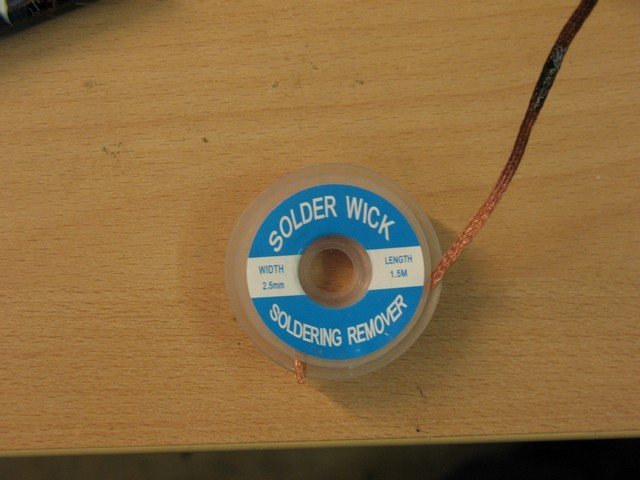 SOLDER WICK
WIDTH
2.5mm
LENGTH
1.5M
SOLDERING REMOVER